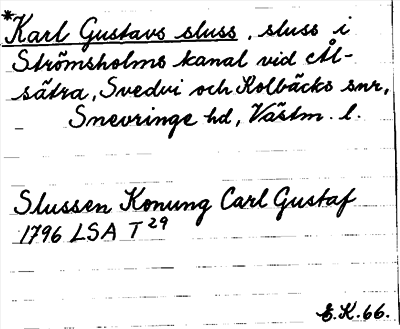 *Karl Gustavs sluss, sluss i
Strömsholms kanal vid Ål-
sätra, Svedvi och Kolbäcks snr,
Snevringe hd, Västm. l.
Slussen Konung Carl Gustaf
1796 LSA T 29
E.K.66.